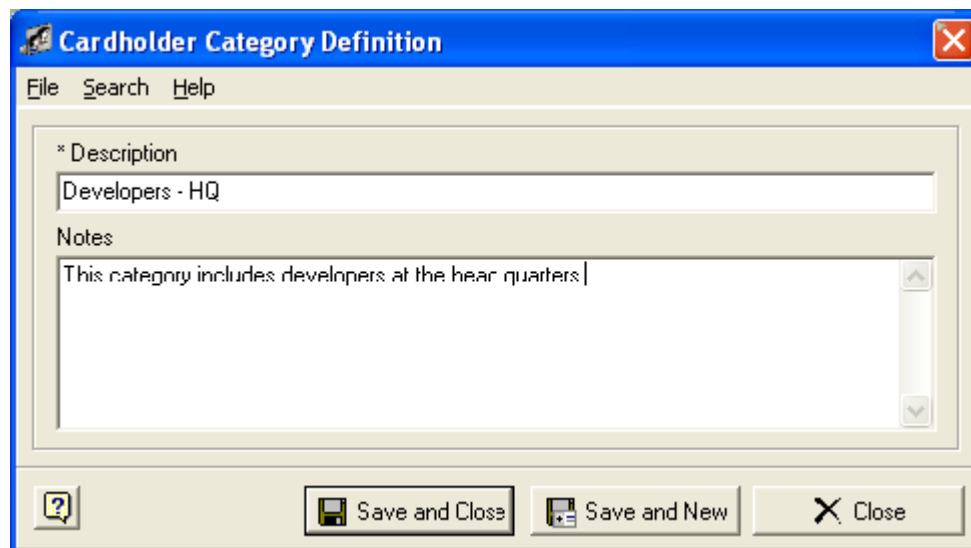 Cardholder Category Definition
File Search Help
* Description
Developers - HQ
Notes
This category includes developers at the head quarters
Save and Close Save and New Close